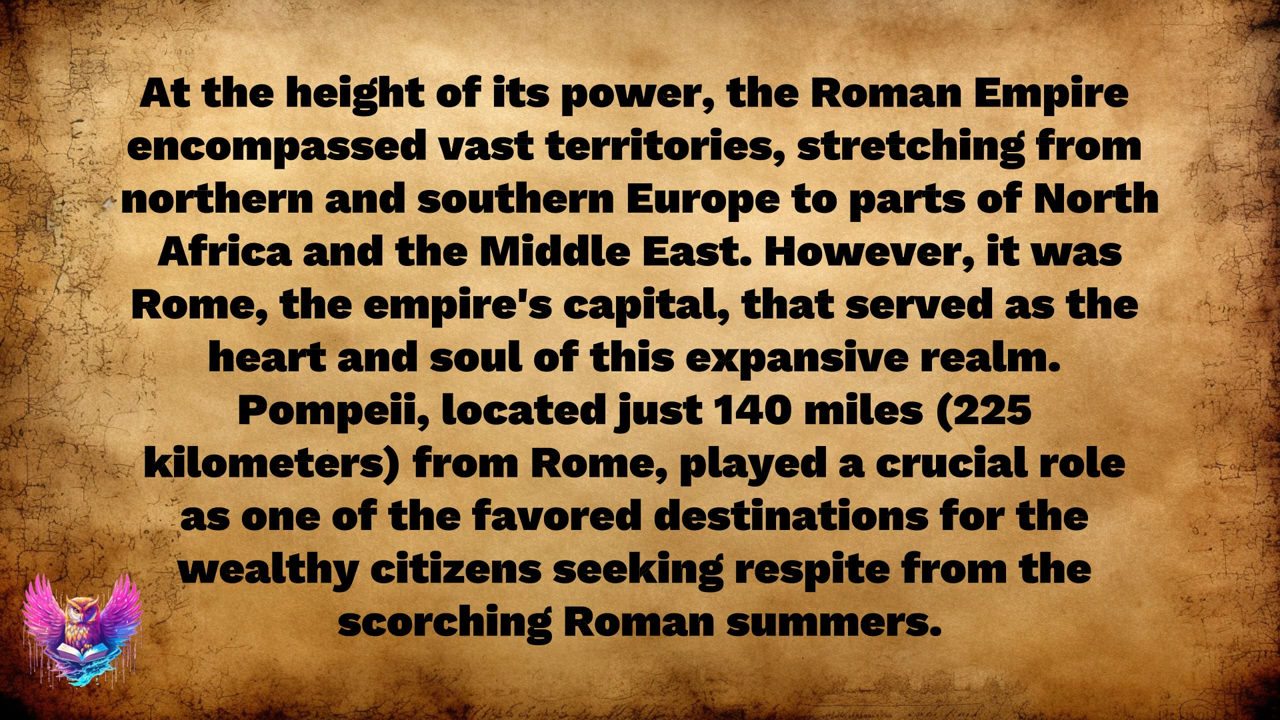 At the height of its power, the Roman Empire
encompassed vast territories, stretching from
northern and southern Europe to parts of North
Africa and the Middle East. However, it was
Rome, the empire's capital, that served as the
heart and soul of this expansive realm.
Pompeii, located just 140 miles (225
kilometers) from Rome, played a crucial role
as one of the favored destinations for the
wealthy citizens seeking respite from the
scorching Roman summers.